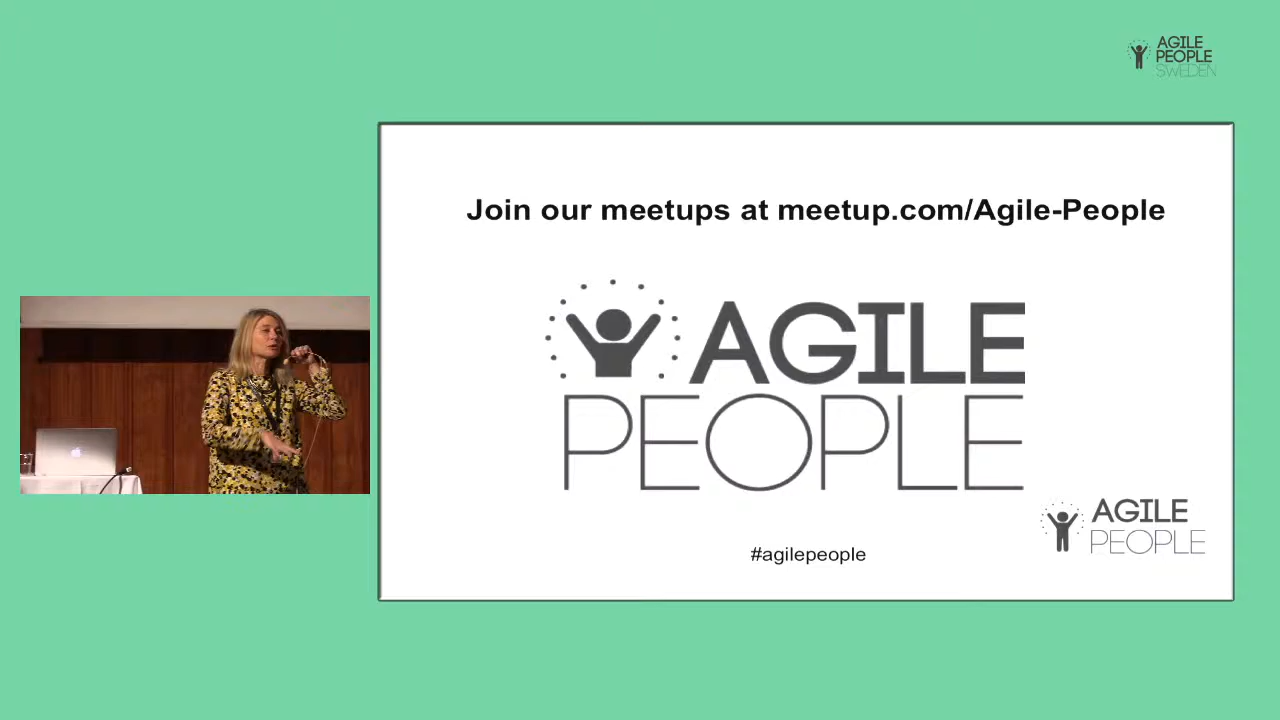 AGILE
PEOPLE
SWEDEN
Join our meetups at meetup.com/Agile-People
AGILE
PEOPLE
AGILE
PEOPLE
#agilepeople